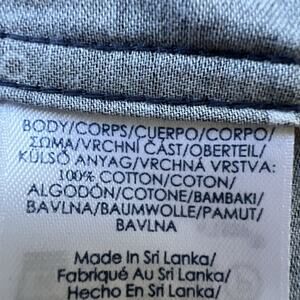 BODY/CORPS/CUERPO/CORPO/
ΣΩΜΑ/VRCHNÍ ČÁST/OBERTEIL/
KÜLSŐ ANYAG/VRCHNÁ VRSTVA:
100% COTTON/COTON/
ALGODÓN/COTONE/BAMBAKI/
BAVLNA/BAUMWOLLE/PAMUT/
BAVLNA
Made In Sri Lanka/
Fabriqué Au Sri Lanka/
Hecho En Sri Lanka/